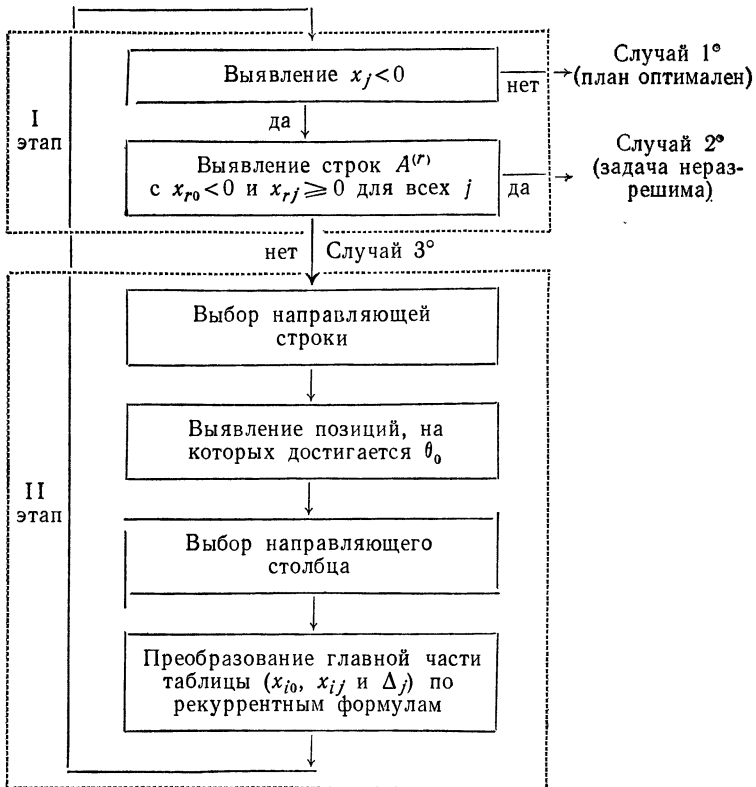 Выявление x_j<0
нет
Случай 1°
(план оптимален)
I
этап
да
Выявление строк A^(r)
с x_r0<0 и x_rj⩾0 для всех j
да
Случай 2°
(задача нераз-
решима)
нет
Случай 3°
Выбор направляющей
строки
Выявление позиций, на
которых достигается θ_0
II
этап
Выбор направляющего
столбца
Преобразование главной части
таблицы (x_i0, x_ij и Δ_j) по
рекуррентным формулам